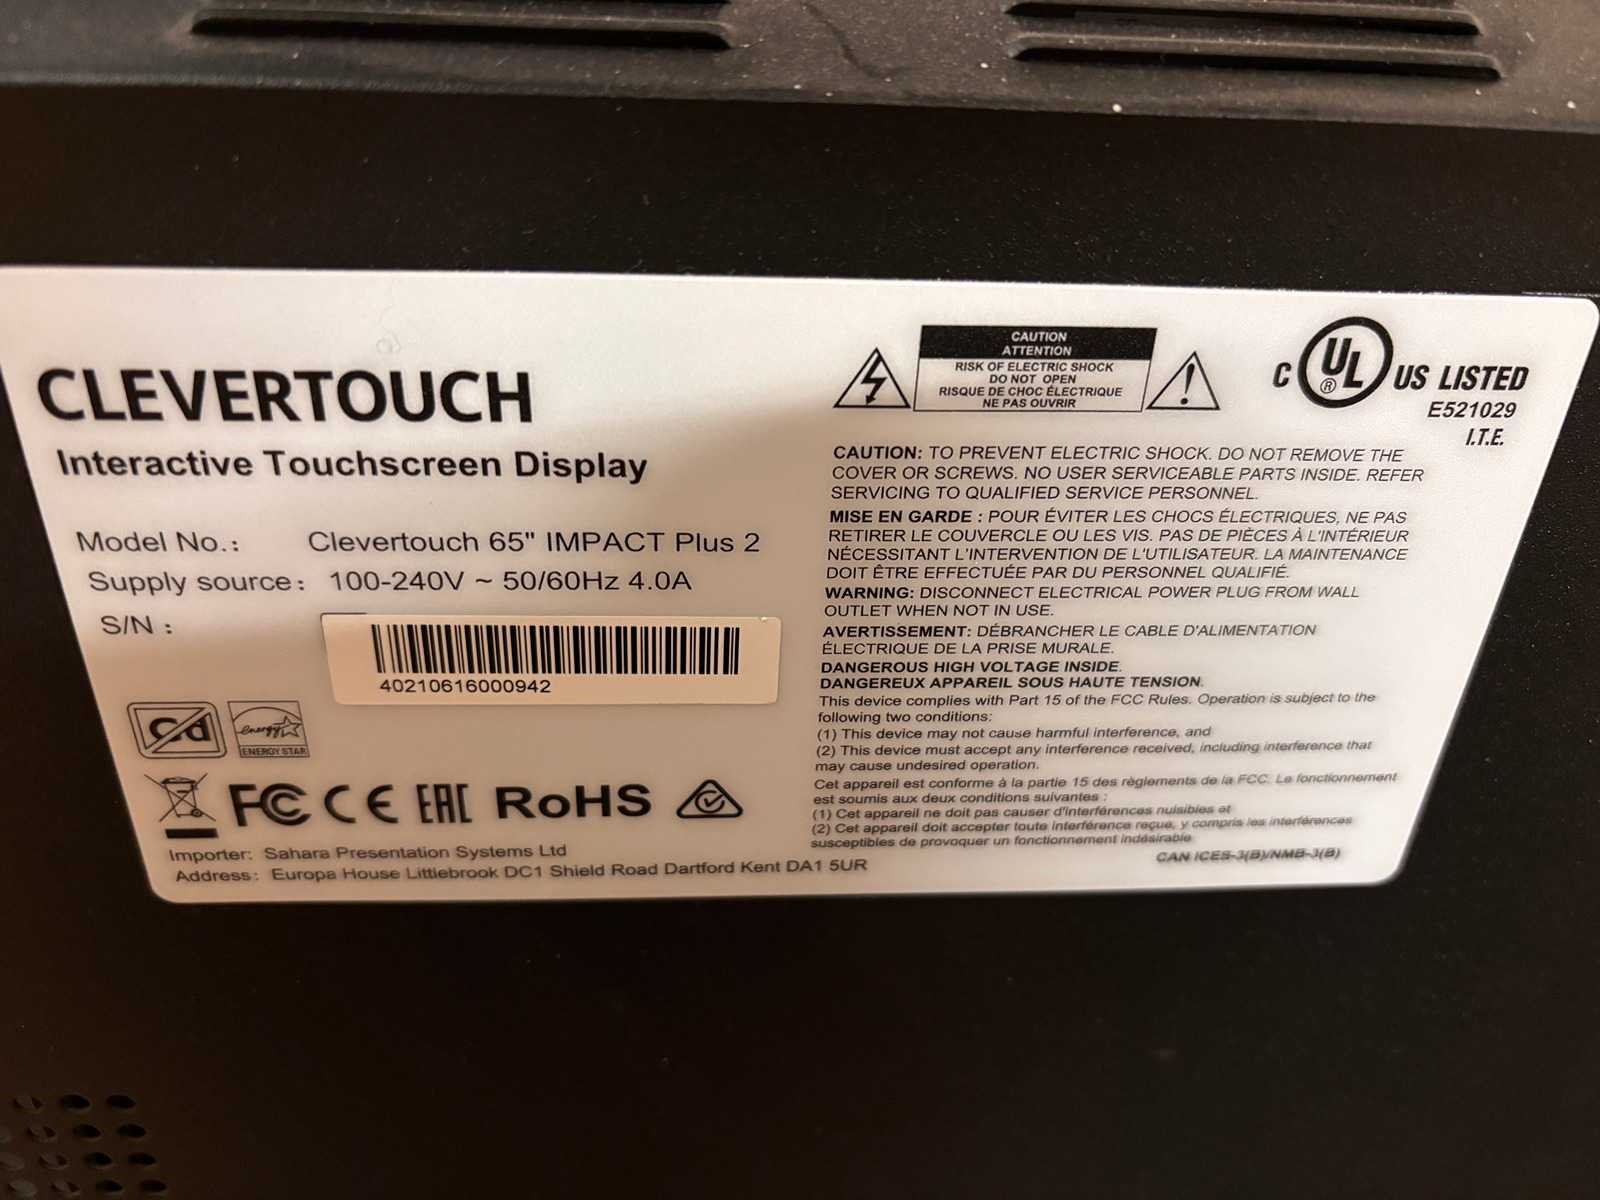 CLEVERTOUCH
Interactive Touchscreen Display
Model No.: Clevertouch 65" IMPACT Plus 2
Supply source: 100-240V ~ 50/60Hz 4.0A
S/N :
40210616000942
Cd
energy
ENERGY STAR
FC CE EAC RoHS
Importer: Sahara Presentation Systems Ltd
Address: Europa House Littlebrook DC1 Shield Road Dartford Kent DA1 5UR
CAUTION
ATTENTION
RISK OF ELECTRIC SHOCK
DO NOT OPEN
RISQUE DE CHOC ÉLECTRIQUE
NE PAS OUVRIR
C UL ® US LISTED
E521029
I.T.E.
CAUTION: TO PREVENT ELECTRIC SHOCK. DO NOT REMOVE THE
COVER OR SCREWS. NO USER SERVICEABLE PARTS INSIDE. REFER
SERVICING TO QUALIFIED SERVICE PERSONNEL.
MISE EN GARDE : POUR ÉVITER LES CHOCS ÉLECTRIQUES, NE PAS
RETIRER LE COUVERCLE OU LES VIS. PAS DE PIÈCES À L'INTÉRIEUR
NÉCESSITANT L'INTERVENTION DE L'UTILISATEUR. LA MAINTENANCE
DOIT ÊTRE EFFECTUÉE PAR DU PERSONNEL QUALIFIÉ.
WARNING: DISCONNECT ELECTRICAL POWER PLUG FROM WALL
OUTLET WHEN NOT IN USE.
AVERTISSEMENT: DÉBRANCHER LE CABLE D'ALIMENTATION
ÉLECTRIQUE DE LA PRISE MURALE.
DANGEROUS HIGH VOLTAGE INSIDE.
DANGEREUX APPAREIL SOUS HAUTE TENSION.
This device complies with Part 15 of the FCC Rules. Operation is subject to the
following two conditions:
(1) This device may not cause harmful interference, and
(2) This device must accept any interference received, including interference that
may cause undesired operation.
Cet appareil est conforme à la partie 15 des règlements de la FCC. Le fonctionnement
est soumis aux deux conditions suivantes :
(1) Cet appareil ne doit pas causer d'interférences nuisibles et
(2) Cet appareil doit accepter toute interférence reçue, y compris les interférences
susceptibles de provoquer un fonctionnement indésirable.
CAN ICES-3(B)/NMB-3(B)